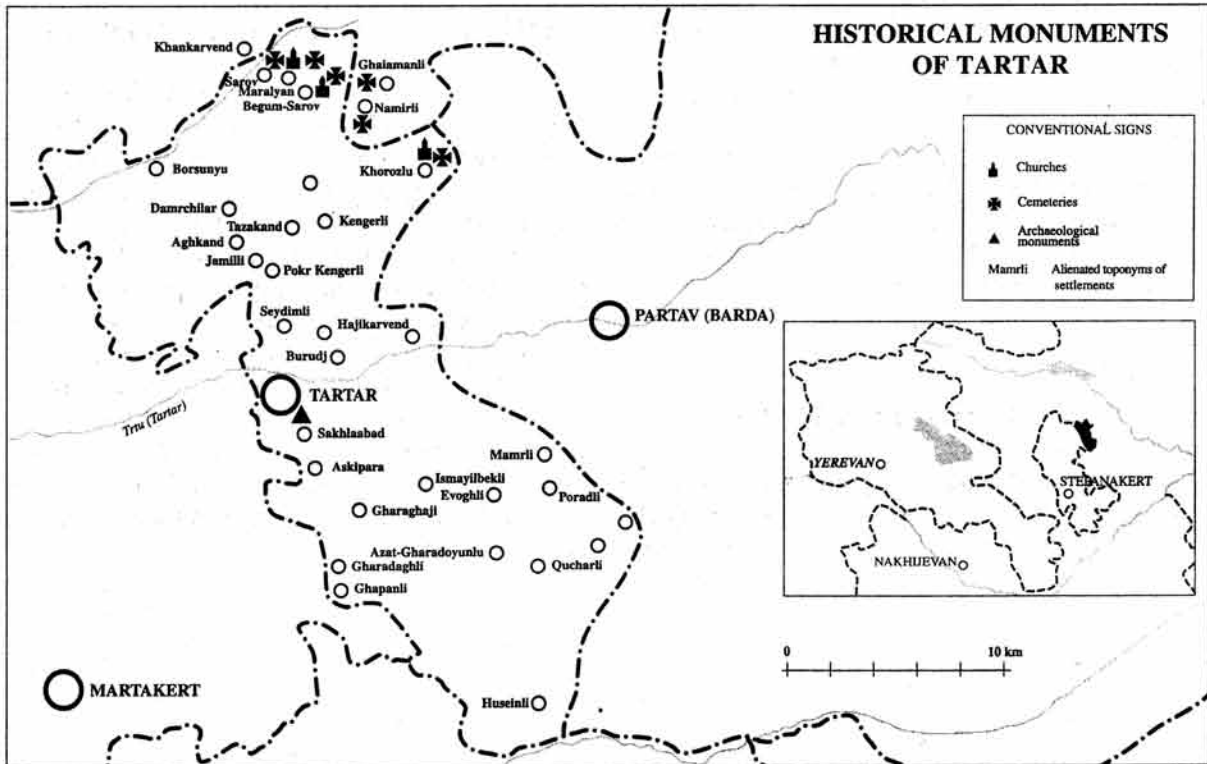 HISTORICAL MONUMENTS
OF TARTAR
CONVENTIONAL SIGNS
Churches
Cemeteries
Archaeological
monuments
Mamrli Alienated toponyms of
settlements
Khankarvend
Sarov
Maralyan
Begum-Sarov
Ghaiamanli
Namirli
Borsunyu
Khorozlu
Damrchilar
Tazakand
Kengerli
Aghkand
Jamilli
Pokr Kengerli
Seydimli
Hajikarvend
Burudj
PARTAV (BARDA)
TARTAR
Trtu (Tartar)
Sakhlaabad
Askipara
Mamrli
Ismayilbekli
Evoghli
Poradli
Gharaghaji
Azat-Gharadoyunlu
Gharadaghli
Qucharli
Ghapanli
MARTAKERT
Huseinli
YEREVAN
STEPANAKERT
NAKHIJEVAN
0 10 km